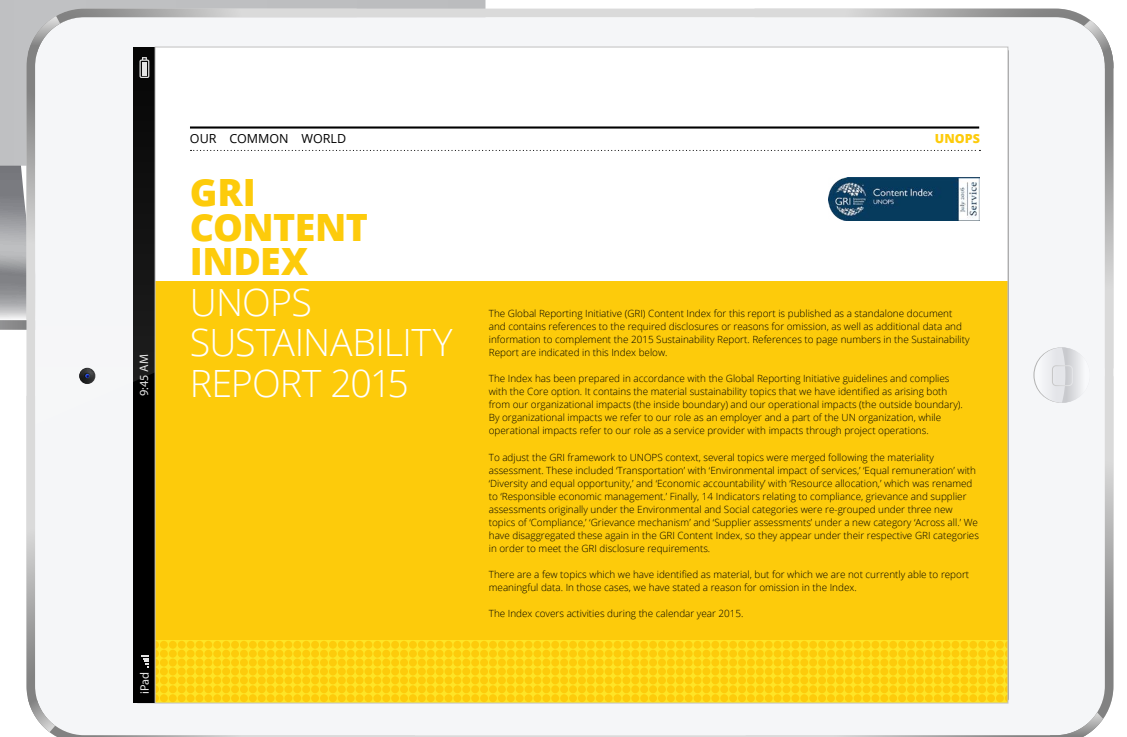 OUR COMMON WORLD
UNOPS
GRI
CONTENT
INDEX
UNOPS
SUSTAINABILITY
REPORT 2015
GRI
Content Index
UNOPS
July 2016
Service
The Global Reporting Initiative (GRI) Content Index for this report is published as a standalone document
and contains references to the required disclosures or reasons for omission, as well as additional data and
information to complement the 2015 Sustainability Report. References to page numbers in the Sustainability
Report are indicated in this Index below.
The Index has been prepared in accordance with the Global Reporting Initiative guidelines and complies
with the Core option. It contains the material sustainability topics that we have identified as arising both
from our organizational impacts (the inside boundary) and our operational impacts (the outside boundary).
By organizational impacts we refer to our role as an employer and a part of the UN organization, while
operational impacts refer to our role as a service provider with impacts through project operations.
To adjust the GRI framework to UNOPS context, several topics were merged following the materiality
assessment. These included ‘Transportation’ with ‘Environmental impact of services,’ ‘Equal remuneration’ with
‘Diversity and equal opportunity,’ and ‘Economic accountability’ with ‘Resource allocation,’ which was renamed
to ‘Responsible economic management.’ Finally, 14 Indicators relating to compliance, grievance and supplier
assessments originally under the Environmental and Social categories were re-grouped under three new
topics of ‘Compliance,’ ‘Grievance mechanism’ and ‘Supplier assessments’ under a new category ‘Across all.’ We
have disaggregated these again in the GRI Content Index, so they appear under their respective GRI categories
in order to meet the GRI disclosure requirements.
There are a few topics which we have identified as material, but for which we are not currently able to report
meaningful data. In those cases, we have stated a reason for omission in the Index.
The Index covers activities during the calendar year 2015.
9:45 AM
iPad